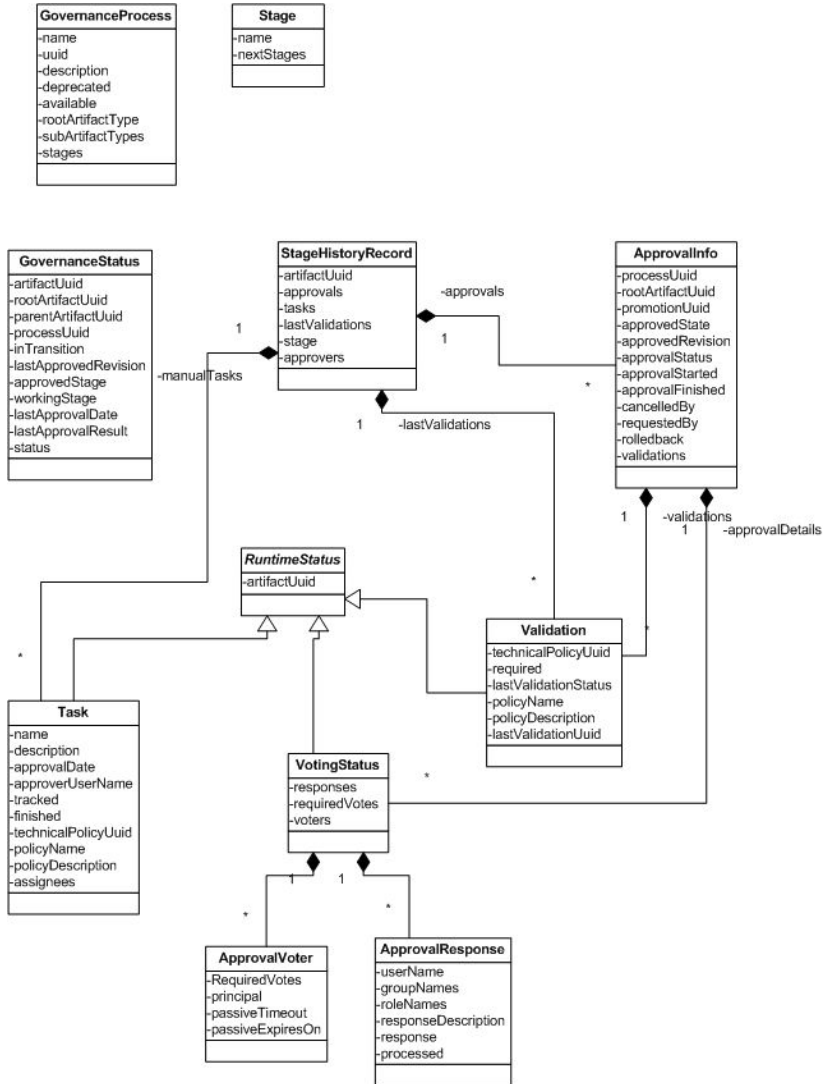 GovernanceProcess
-name
-uuid
-description
-deprecated
-available
-rootArtifactType
-subArtifactTypes
-stages
Stage
-name
-nextStages
GovernanceStatus
-artifactUuid
-rootArtifactUuid
-parentArtifactUuid
-processUuid
-inTransition
-lastApprovedRevision
-approvedStage
-workingStage
-lastApprovalDate
-lastApprovalResult
-status
StageHistoryRecord
-artifactUuid
-approvals
-tasks
-lastValidations
-stage
-approvers
ApprovalInfo
-processUuid
-rootArtifactUuid
-promotionUuid
-approvedState
-approvedRevision
-approvalStatus
-approvalStarted
-approvalFinished
-cancelledBy
-requestedBy
-rolledback
-validations
-approvals
1
1
*
-manualTasks
1
-lastValidations
1
-validations
1
-approvalDetails
RuntimeStatus
-artifactUuid
*
*
*
Validation
-technicalPolicyUuid
-required
-lastValidationStatus
-policyName
-policyDescription
-lastValidationUuid
Task
-name
-description
-approvalDate
-approverUserName
-tracked
-finished
-technicalPolicyUuid
-policyName
-policyDescription
-assignees
VotingStatus
-responses
-requiredVotes
-voters
*
1
1
*
*
ApprovalVoter
-RequiredVotes
-principal
-passiveTimeout
-passiveExpiresOn
ApprovalResponse
-userName
-groupNames
-roleNames
-responseDescription
-response
-processed